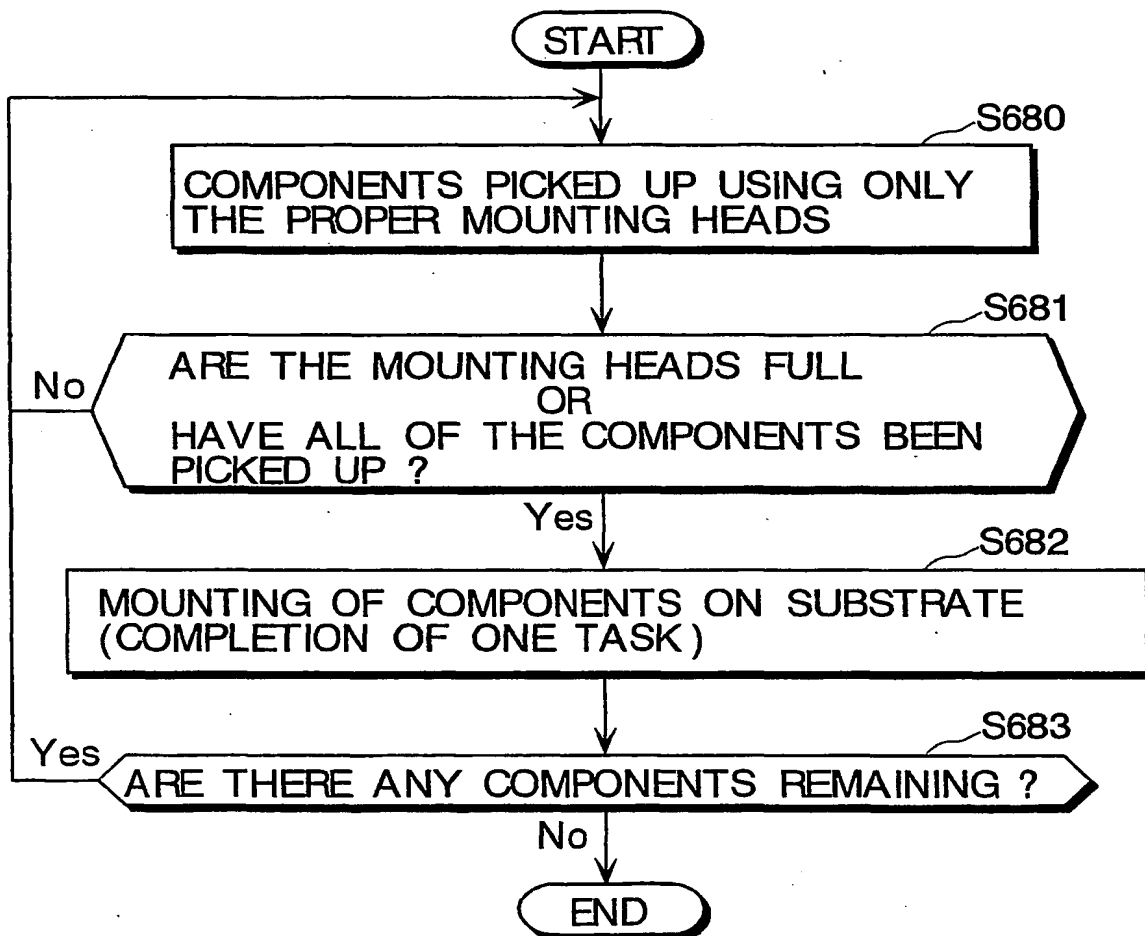 START
S680
COMPONENTS PICKED UP USING ONLY
THE PROPER MOUNTING HEADS
S681
ARE THE MOUNTING HEADS FULL
No
OR
HAVE ALL OF THE COMPONENTS BEEN
PICKED UP ?
Yes
S682
MOUNTING OF COMPONENTS ON SUBSTRATE
(COMPLETION OF ONE TASK)
S683
Yes
ARE THERE ANY COMPONENTS REMAINING ?
No
END